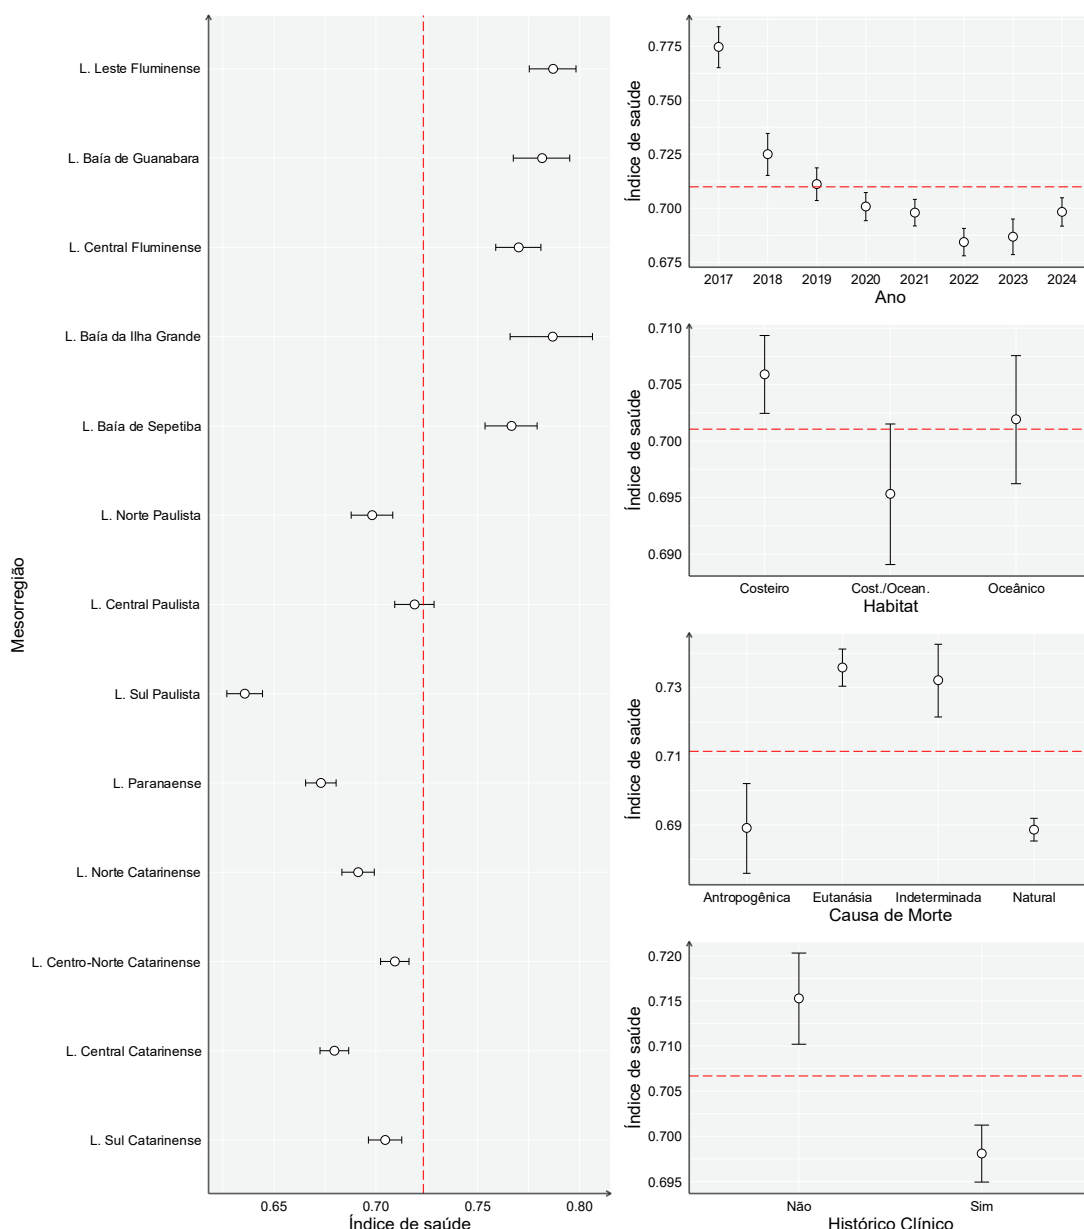 Mesorregião
L. Leste Fluminense
L. Baía de Guanabara
L. Central Fluminense
L. Baía da Ilha Grande
L. Baía de Sepetiba
L. Norte Paulista
L. Central Paulista
L. Sul Paulista
L. Paranaense
L. Norte Catarinense
L. Centro-Norte Catarinense
L. Central Catarinense
L. Sul Catarinense
0.65 0.70 0.75 0.80
Índice de saúde
Índice de saúde
0.775
0.750
0.725
0.700
0.675
2017 2018 2019 2020 2021 2022 2023 2024
Ano
Índice de saúde
0.710
0.705
0.700
0.695
0.690
Costeiro Cost./Ocean. Oceânico
Habitat
Índice de saúde
0.73
0.71
0.69
Antropogênica Eutanásia Indeterminada Natural
Causa de Morte
Índice de saúde
0.720
0.715
0.710
0.705
0.700
0.695
Não Sim
Histórico Clínico